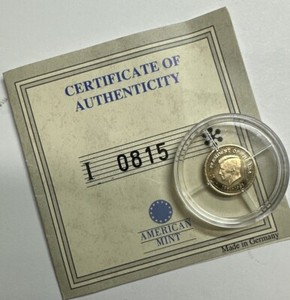 CERTIFICATE OF
AUTHENTICITY
I 0815
AMERICAN
MINT
Made in Germany